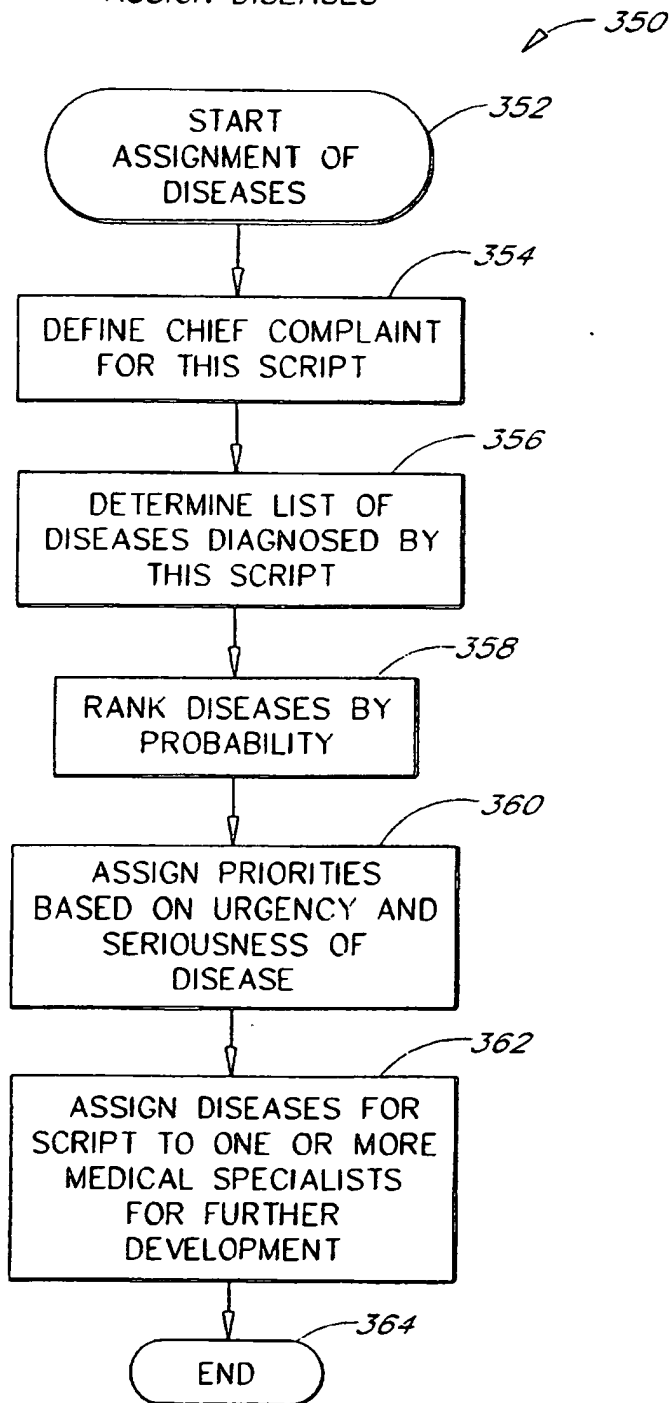 ASSIGN DISEASES
350
352
START
ASSIGNMENT OF
DISEASES
354
DEFINE CHIEF COMPLAINT
FOR THIS SCRIPT
356
DETERMINE LIST OF
DISEASES DIAGNOSED BY
THIS SCRIPT
358
RANK DISEASES BY
PROBABILITY
360
ASSIGN PRIORITIES
BASED ON URGENCY AND
SERIOUSNESS OF
DISEASE
362
ASSIGN DISEASES FOR
SCRIPT TO ONE OR MORE
MEDICAL SPECIALISTS
FOR FURTHER
DEVELOPMENT
364
END